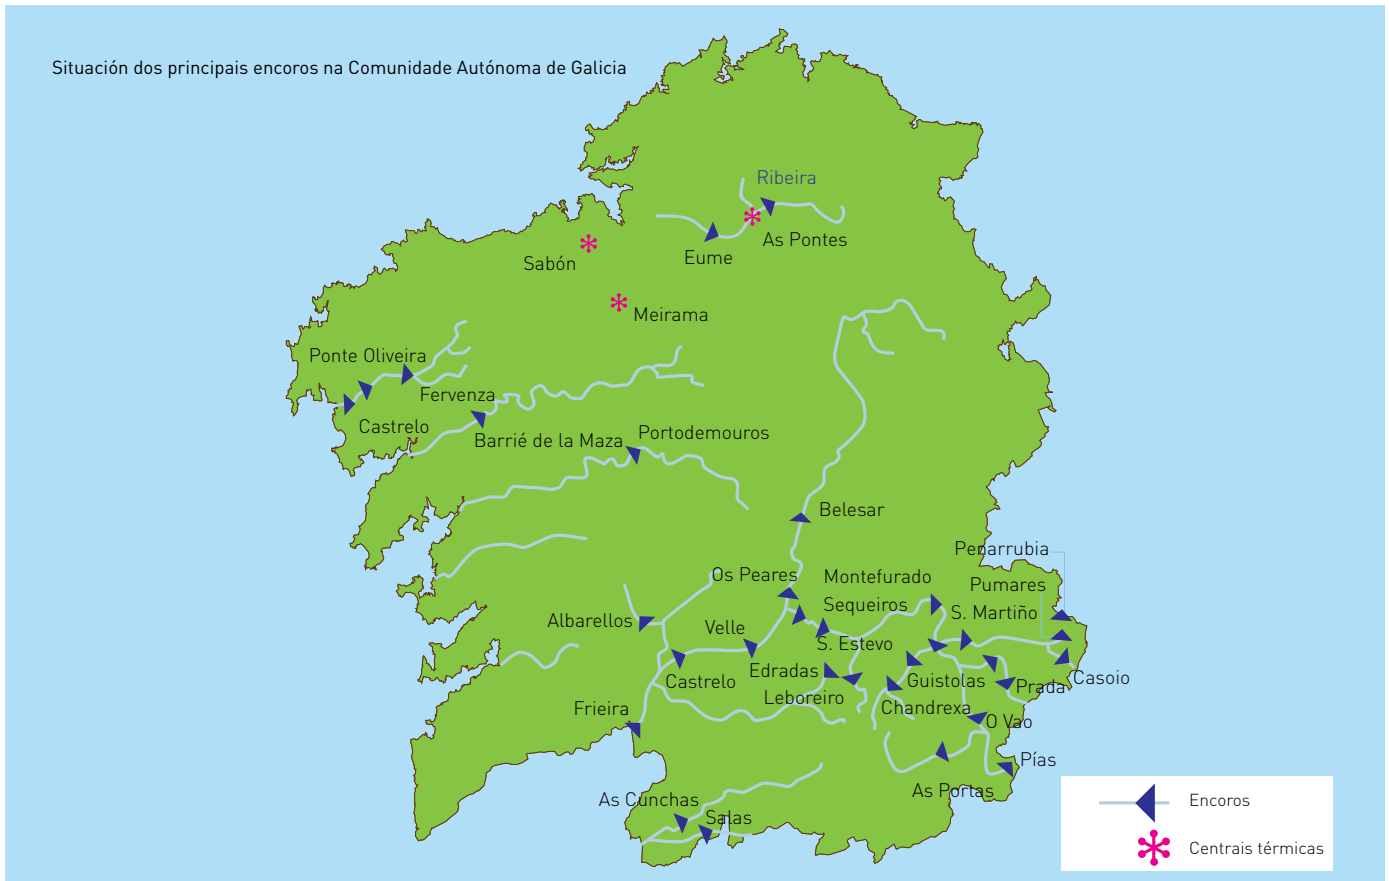 Situación dos principais encoros na Comunidade Autónoma de Galicia
Ribeira
As Pontes
Eume
Sabón
Meirama
Ponte Oliveira
Fervenza
Castrelo
Barrié de la Maza
Portodemouros
Belesar
Penarrubia
Os Peares
Montefurado
Pumares
Sequeiros
S. Martiño
Albarellos
Velle
S. Estevo
Edradas
Castrelo
Guistolas
Prada
Casoio
Leboreiro
Chandrexa
Frieira
O Vao
Pías
As Portas
As Cunchas
Salas
Encoros
Centrais térmicas